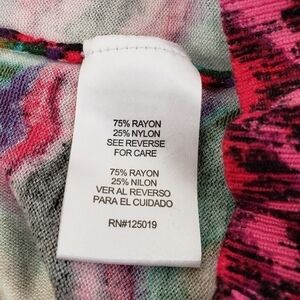 75% RAYON
25% NYLON
SEE REVERSE
FOR CARE
75% RAYON
25% NILON
VER AL REVERSO
PARA EL CUIDADO
RN#125019